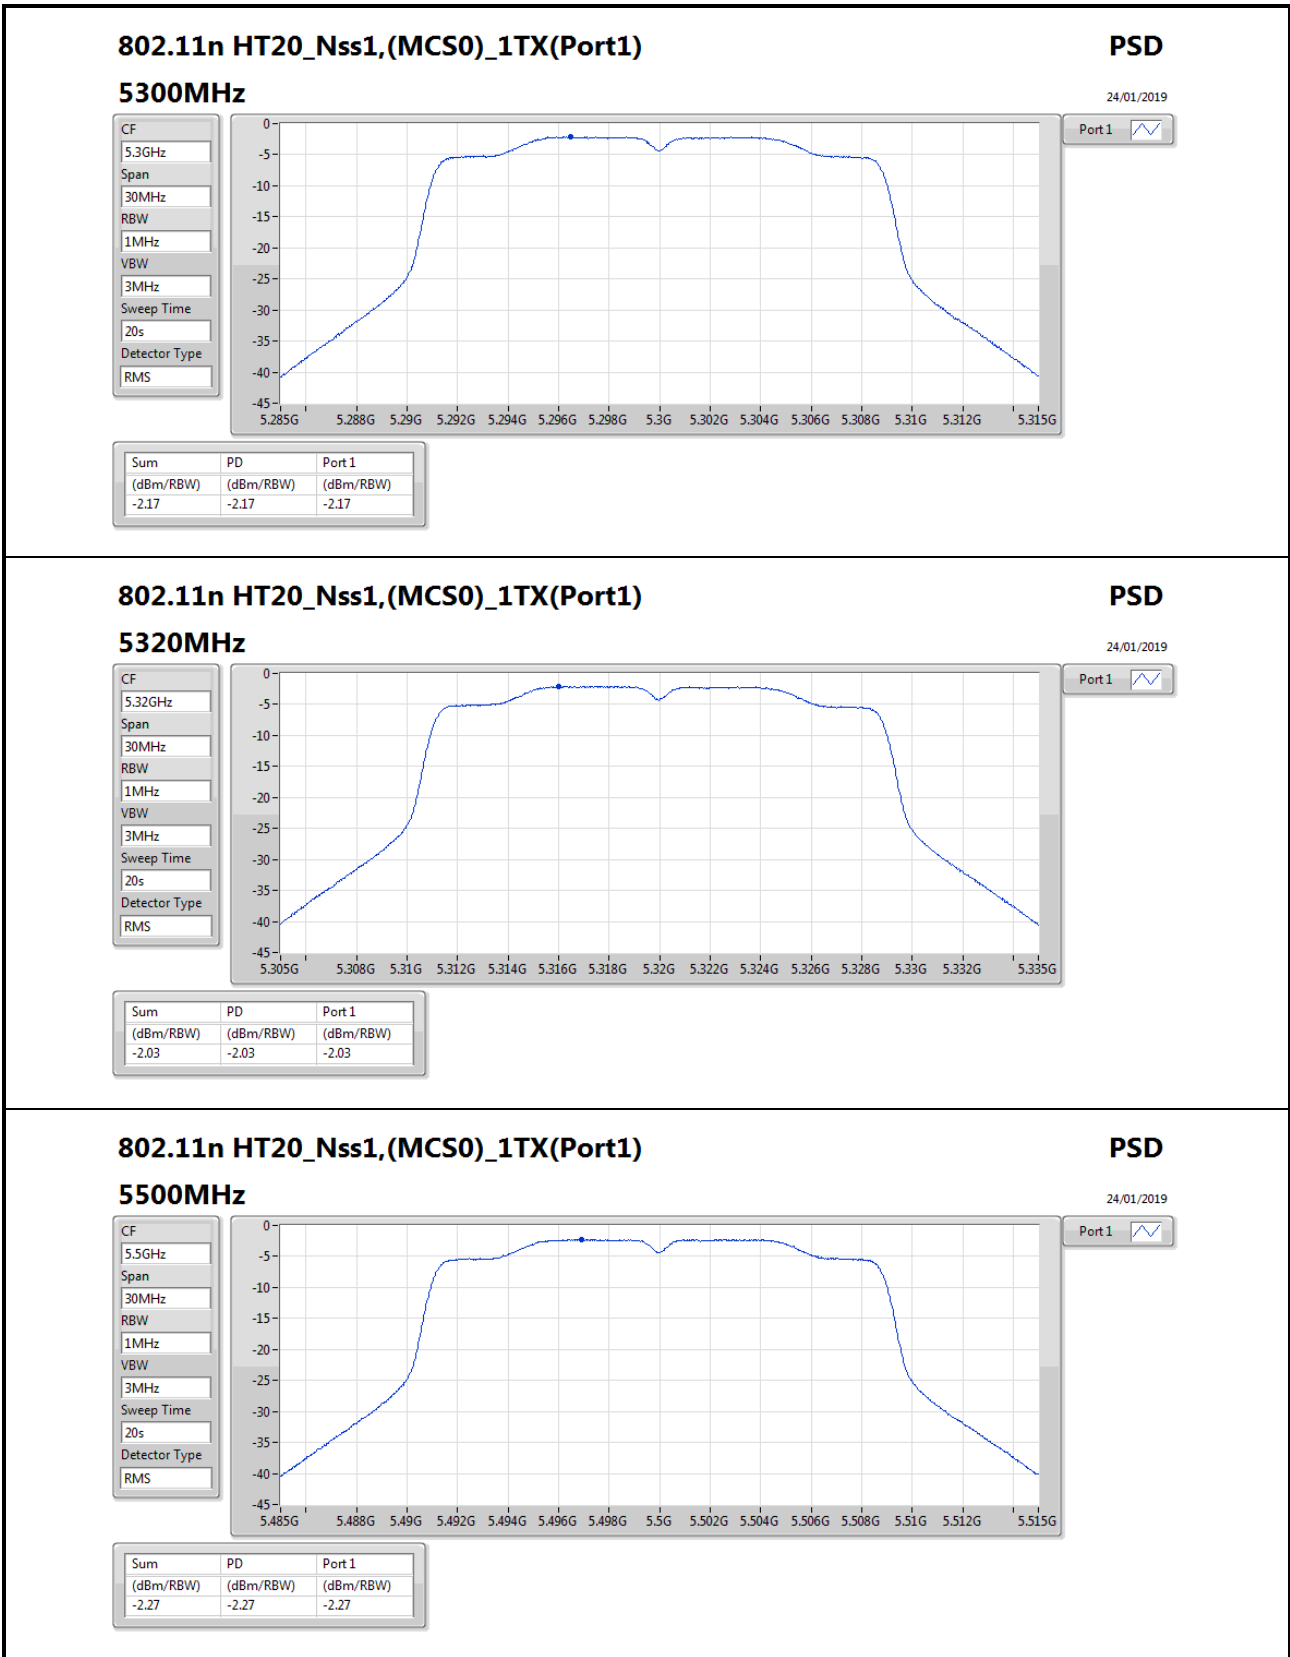 802.11n HT20_Nss1,(MCS0)_1TX(Port1) PSD
5300MHz 24/01/2019
CF
5.3GHz
Span
30MHz
RBW
1MHz
VBW
3MHz
Sweep Time
20s
Detector Type
RMS
0
-5
-10
-15
-20
-25
-30
-35
-40
-45
5.285G 5.288G 5.29G 5.292G 5.294G 5.296G 5.298G 5.3G 5.302G 5.304G 5.306G 5.308G 5.31G 5.312G 5.315G
Port 1
Sum PD Port 1
(dBm/RBW) (dBm/RBW) (dBm/RBW)
-2.17 -2.17 -2.17
802.11n HT20_Nss1,(MCS0)_1TX(Port1) PSD
5320MHz 24/01/2019
CF
5.32GHz
Span
30MHz
RBW
1MHz
VBW
3MHz
Sweep Time
20s
Detector Type
RMS
0
-5
-10
-15
-20
-25
-30
-35
-40
-45
5.305G 5.308G 5.31G 5.312G 5.314G 5.316G 5.318G 5.32G 5.322G 5.324G 5.326G 5.328G 5.33G 5.332G 5.335G
Port 1
Sum PD Port 1
(dBm/RBW) (dBm/RBW) (dBm/RBW)
-2.03 -2.03 -2.03
802.11n HT20_Nss1,(MCS0)_1TX(Port1) PSD
5500MHz 24/01/2019
CF
5.5GHz
Span
30MHz
RBW
1MHz
VBW
3MHz
Sweep Time
20s
Detector Type
RMS
0
-5
-10
-15
-20
-25
-30
-35
-40
-45
5.485G 5.488G 5.49G 5.492G 5.494G 5.496G 5.498G 5.5G 5.502G 5.504G 5.506G 5.508G 5.51G 5.512G 5.515G
Port 1
Sum PD Port 1
(dBm/RBW) (dBm/RBW) (dBm/RBW)
-2.27 -2.27 -2.27